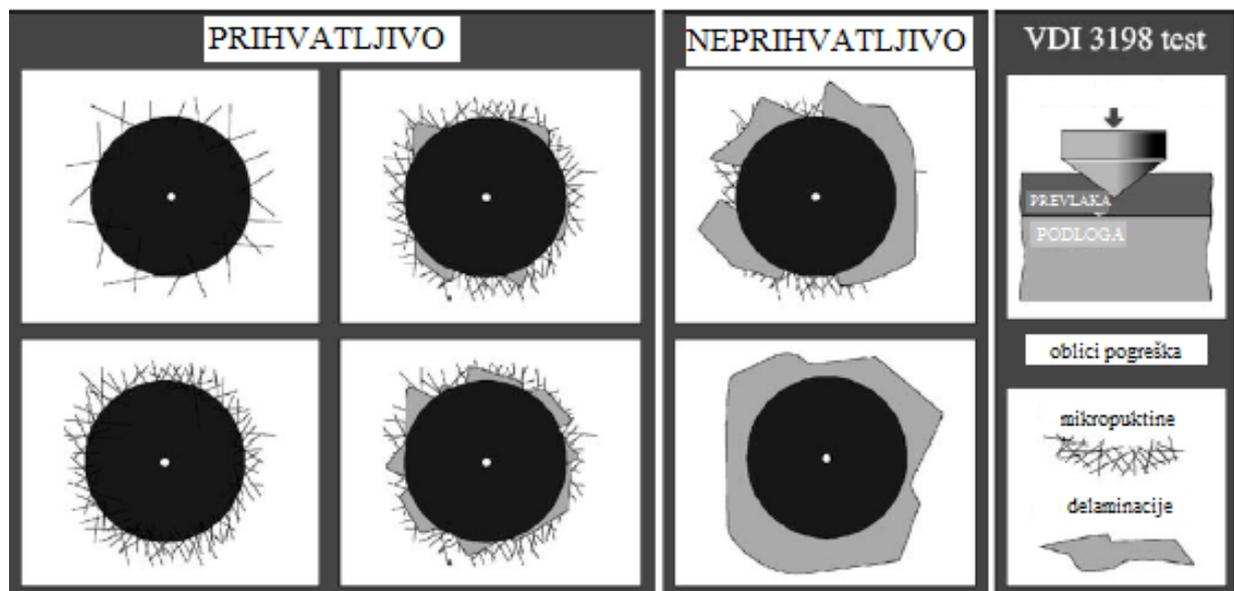 PRIHVATLJIVO
NEPRIHVATLJIVO
VDI 3198 test
PREVLAKA
PODLOGA
oblici pogreška
mikropuktine
delaminacije